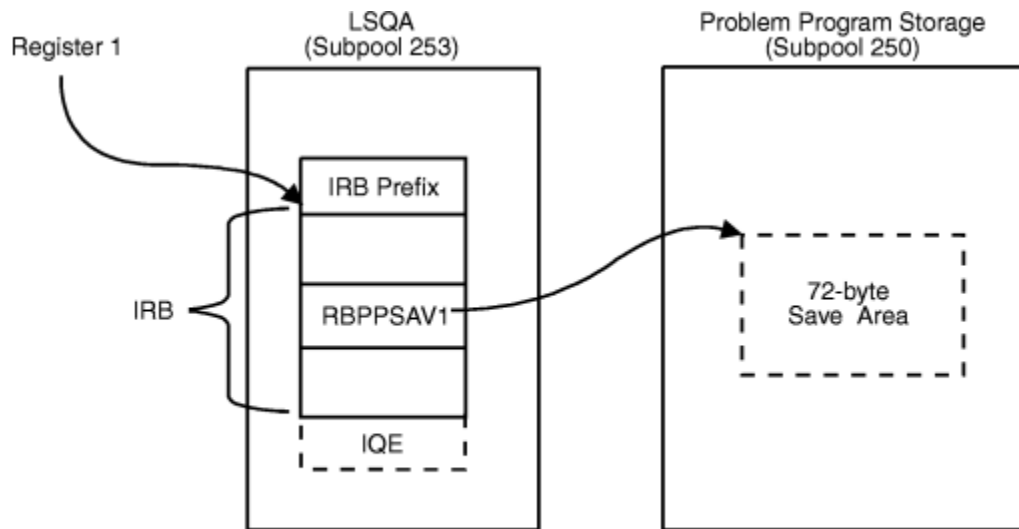 LSQA
(Subpool 253)
Problem Program Storage
(Subpool 250)
Register 1
IRB Prefix
IRB
RBPPSAV1
72-byte
Save Area
IQE